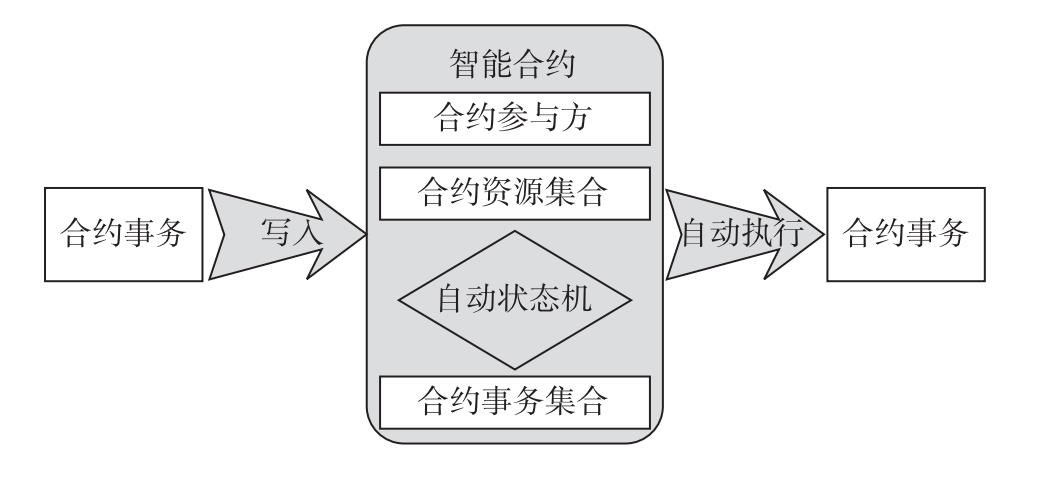 智能合约
合约参与方
合约资源集合
合约事务
写入
自动执行
合约事务
自动状态机
合约事务集合